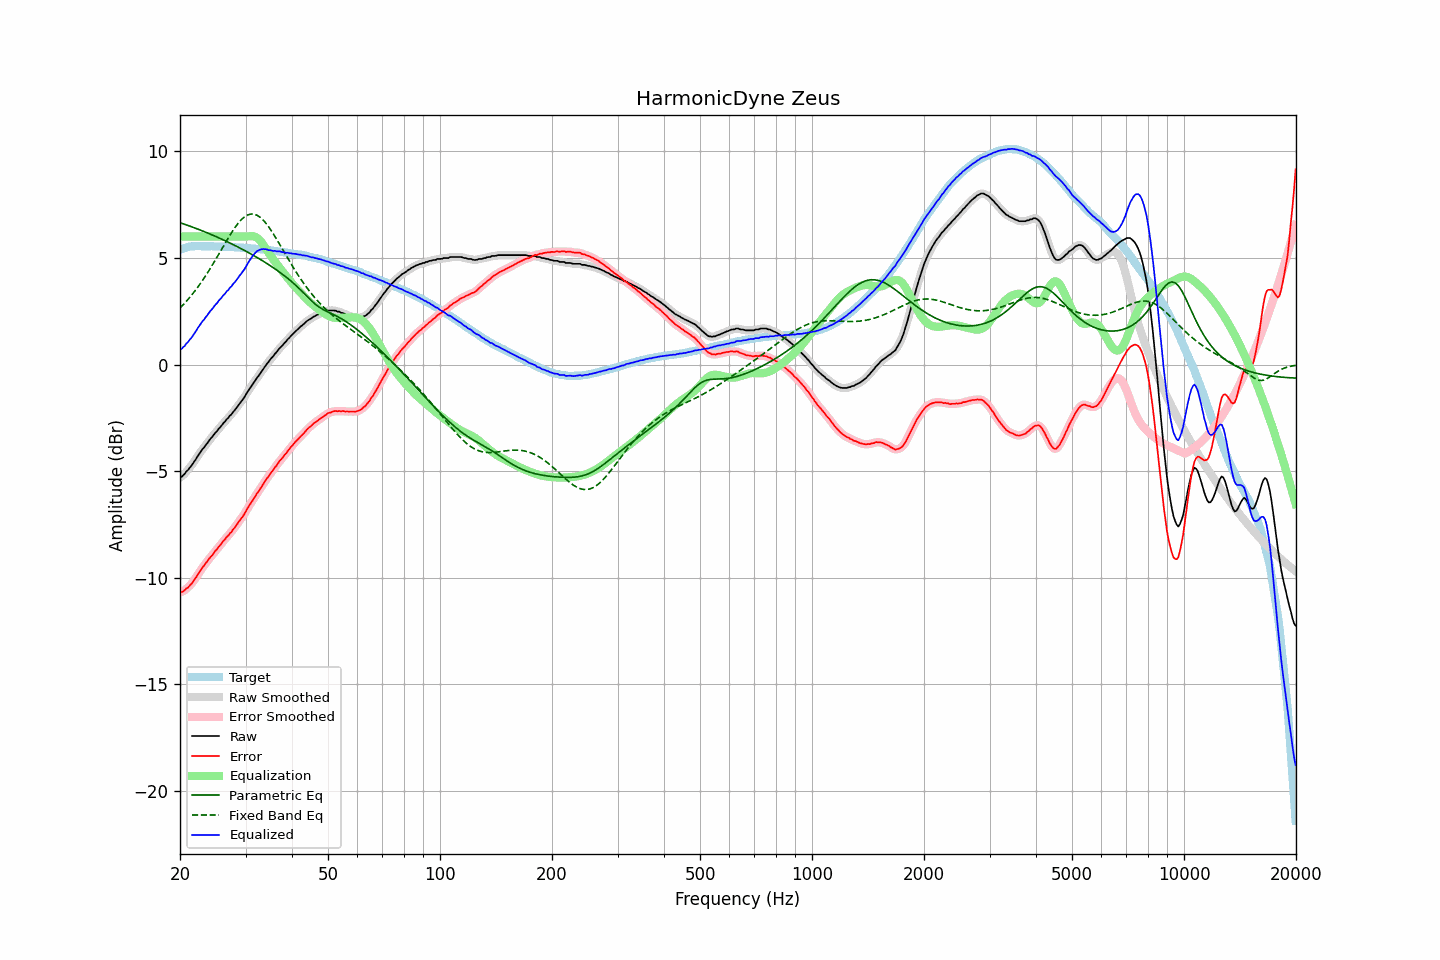 HarmonicDyne Zeus
Amplitude (dBr)
10
5
0
−5
−10
−15
−20
Target
Raw Smoothed
Error Smoothed
Raw
Error
Equalization
Parametric Eq
Fixed Band Eq
Equalized
20 50 100 200 500 1000 2000 5000 10000 20000
Frequency (Hz)